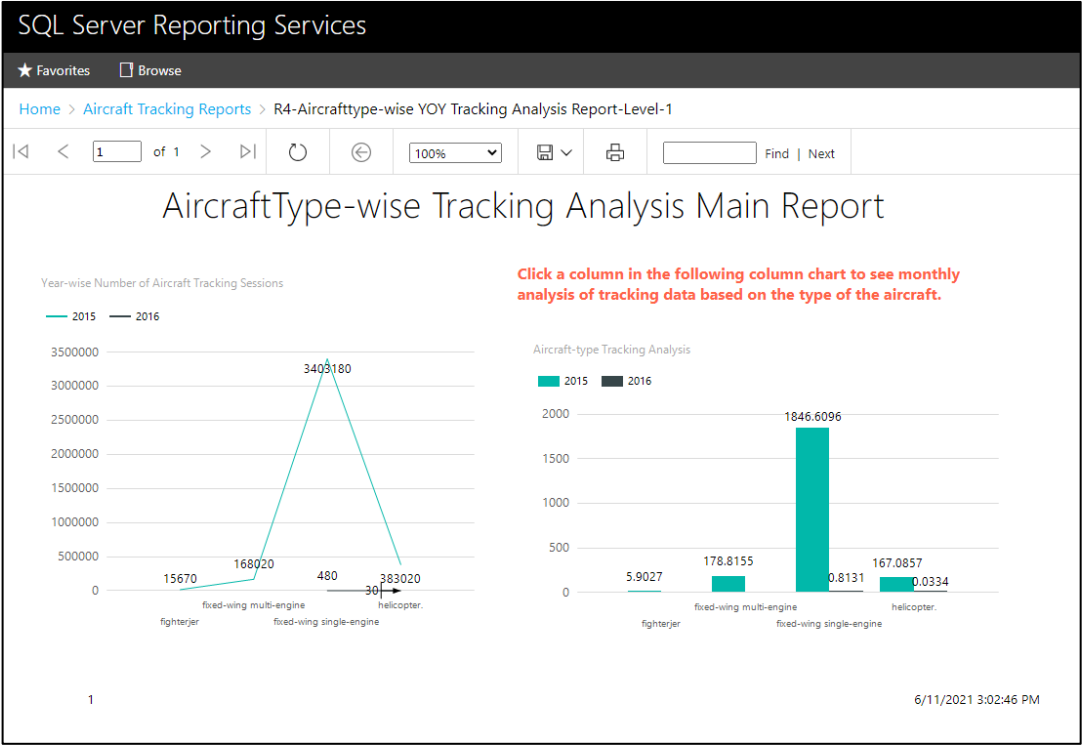 SQL Server Reporting Services
Favorites Browse
Home > Aircraft Tracking Reports > R4-Aircrafttype-wise YOY Tracking Analysis Report-Level-1
1 of 1 100% Find | Next
AircraftType-wise Tracking Analysis Main Report
Year-wise Number of Aircraft Tracking Sessions
2015 2016
3500000
3000000
2500000
2000000
1500000
1000000
500000
0
3403180
168020
15670
480
383020
30
fixed-wing multi-engine
helicopter.
fighterjer
fixed-wing single-engine
Click a column in the following column chart to see monthly
analysis of tracking data based on the type of the aircraft.
Aircraft-type Tracking Analysis
2015 2016
2000
1500
1000
500
0
1846.6096
5.9027
178.8155
0.8131
167.0857
0.0334
fixed-wing multi-engine
helicopter.
fighterjer
fixed-wing single-engine
1
6/11/2021 3:02:46 PM